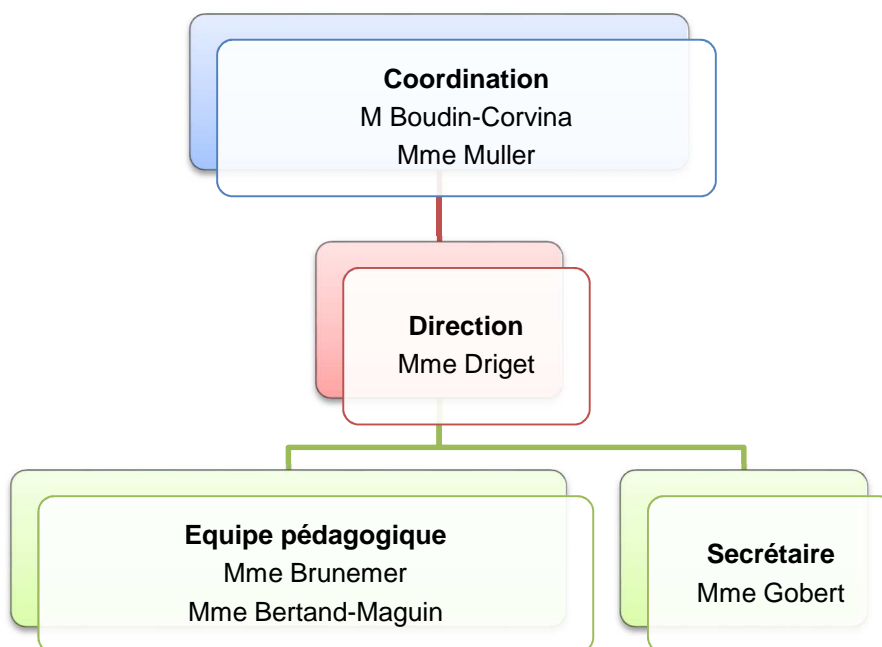 Coordination
M Boudin-Corvina
Mme Muller
Direction
Mme Driget
Equipe pédagogique
Mme Brunemer
Mme Bertand-Maguin
Secrétaire
Mme Gobert